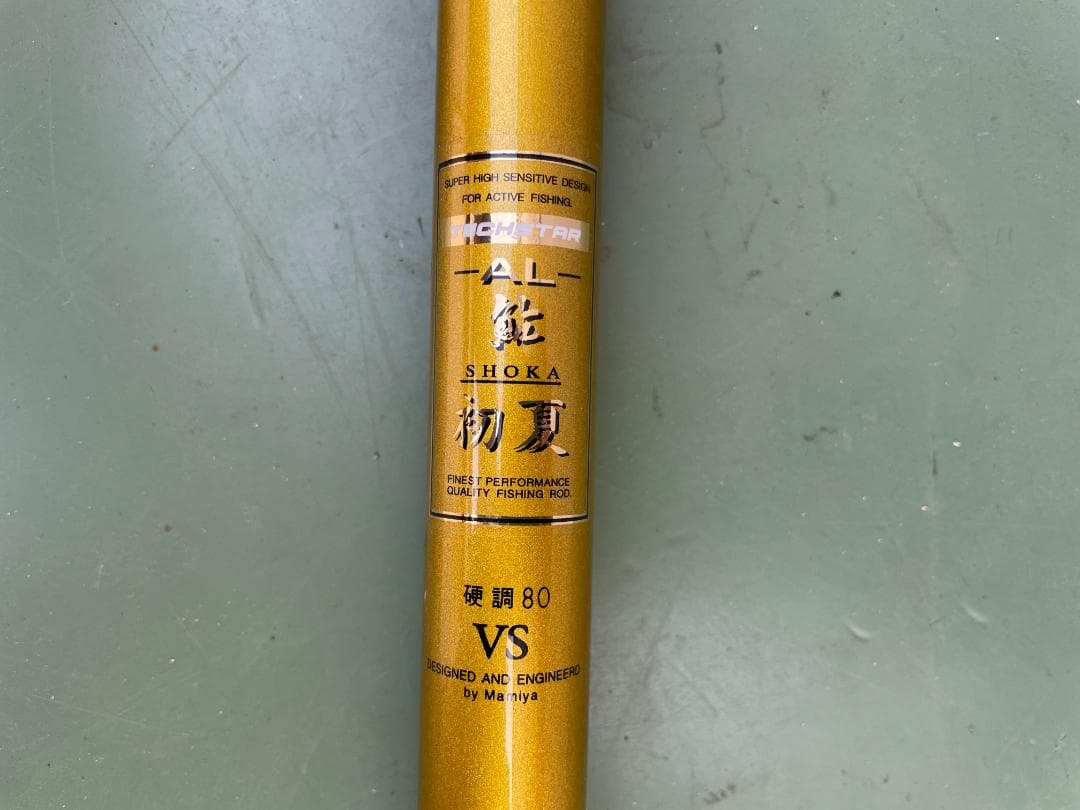 SUPER HIGH SENSITIVE DESIGN
FOR ACTIVE FISHING.
TECHSTAR
-A.L-
鮎
SHOKA
初夏
FINEST PERFORMANCE
QUALITY FISHING ROD.
硬調80
VS
DESIGNED AND ENGINEERD
by Mamiya